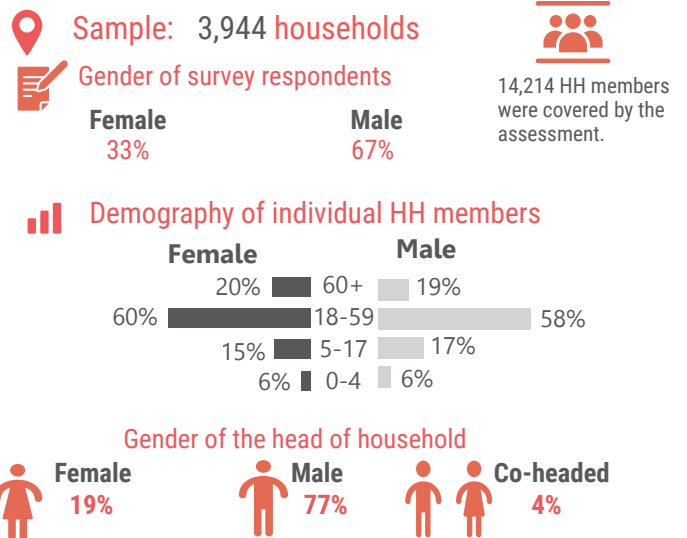 Sample: 3,944 households
14,214 HH members
were covered by the
assessment.
Gender of survey respondents
Female Male
33% 67%
Demography of individual HH members
Female Male
20% 60+ 19%
60% 18-59 58%
15% 5-17 17%
6% 0-4 6%
Gender of the head of household
Female Male Co-headed
19% 77% 4%